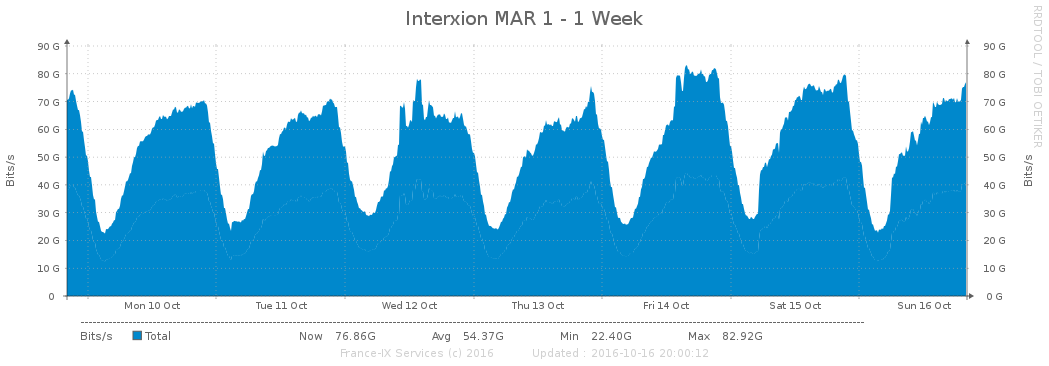 Interxion MAR 1 - 1 Week
RRDTOOL / TOBI OETIKER
Bits/s
90 G 90 G
80 G 80 G
70 G 70 G
60 G 60 G
50 G 50 G
40 G 40 G
30 G 30 G
20 G 20 G
10 G 10 G
0 0 G
Bits/s
Mon 10 Oct Tue 11 Oct Wed 12 Oct Thu 13 Oct Fri 14 Oct Sat 15 Oct Sun 16 Oct
Bits/s Total Now 76.86G Avg 54.37G Min 22.40G Max 82.92G
France-IX Services (c) 2016 Updated : 2016-10-16 20:00:12